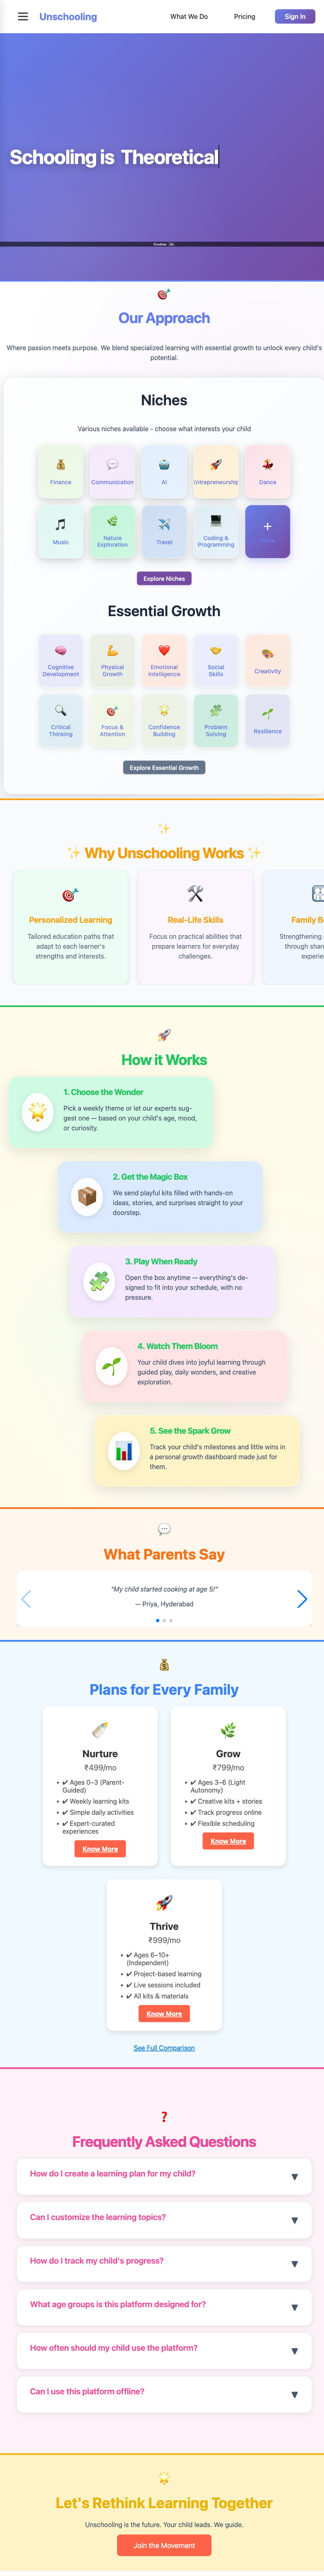 Unschooling
What We Do
Pricing
Sign In
Schooling is Theoretical
Cookies OK
Our Approach
Where passion meets purpose. We blend specialized learning with essential growth to unlock every child's
potential.
Niches
Various niches available - choose what interests your child
Finance
Communication
AI
Entrepreneurship
Dance
Music
Nature
Exploration
Travel
Coding &
Programming
+
More
Explore Niches
Essential Growth
Cognitive
Development
Physical
Growth
Emotional
Intelligence
Social
Skills
Creativity
Critical
Thinking
Focus &
Attention
Confidence
Building
Problem
Solving
Resilience
Explore Essential Growth
✨ Why Unschooling Works ✨
Personalized Learning
Tailored education paths that
adapt to each learner's
strengths and interests.
Real-Life Skills
Focus on practical abilities that
prepare learners for everyday
challenges.
Family B
Strengthening
through shar
experie
How it Works
1. Choose the Wonder
Pick a weekly theme or let our experts sug-
gest one — based on your child's age, mood,
or curiosity.
2. Get the Magic Box
We send playful kits filled with hands-on
ideas, stories, and surprises straight to your
doorstep.
3. Play When Ready
Open the box anytime — everything's de-
signed to fit into your schedule, with no
pressure.
4. Watch Them Bloom
Your child dives into joyful learning through
guided play, daily wonders, and creative
exploration.
5. See the Spark Grow
Track your child's milestones and little wins in
a personal growth dashboard made just for
them.
What Parents Say
"My child started cooking at age 5!"
— Priya, Hyderabad
Plans for Every Family
Nurture
₹499/mo
• ✔ Ages 0–3 (Parent-
Guided)
• ✔ Weekly learning kits
• ✔ Simple daily activities
• ✔ Expert-curated
experiences
Know More
Grow
₹799/mo
• ✔ Ages 3–6 (Light
Autonomy)
• ✔ Creative kits + stories
• ✔ Track progress online
• ✔ Flexible scheduling
Know More
Thrive
₹999/mo
• ✔ Ages 6–10+
(Independent)
• ✔ Project-based learning
• ✔ Live sessions included
• ✔ All kits & materials
Know More
See Full Comparison
Frequently Asked Questions
How do I create a learning plan for my child?
Can I customize the learning topics?
How do I track my child's progress?
What age groups is this platform designed for?
How often should my child use the platform?
Can I use this platform offline?
Let's Rethink Learning Together
Unschooling is the future. Your child leads. We guide.
Join the Movement